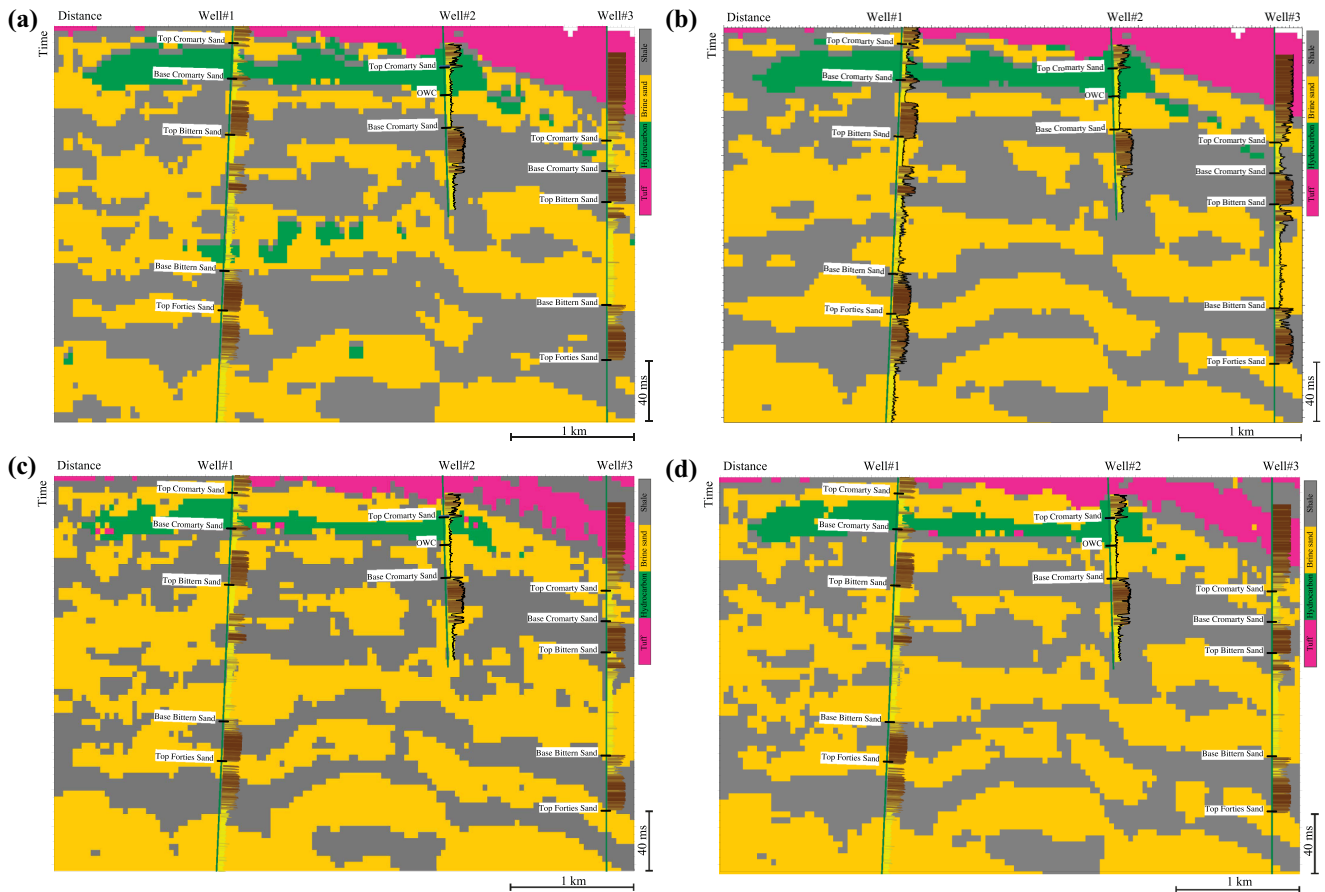 (a)
Distance
Well#1
Well#2
Well#3
Time
Top Cromarty Sand
Base Cromarty Sand
Top Bittern Sand
Base Bittern Sand
Top Forties Sand
Top Cromarty Sand
OWC
Base Cromarty Sand
Top Cromarty Sand
Base Cromarty Sand
Top Bittern Sand
Base Bittern Sand
Top Forties Sand
Shale
Brine sand
Hydrocarbon
Tuff
40 ms
1 km
(b)
Distance
Well#1
Well#2
Well#3
Time
Top Cromarty Sand
Base Cromarty Sand
Top Bittern Sand
Base Bittern Sand
Top Forties Sand
Top Cromarty Sand
OWC
Base Cromarty Sand
Top Cromarty Sand
Base Cromarty Sand
Top Bittern Sand
Base Bittern Sand
Top Forties Sand
Shale
Brine sand
Hydrocarbon
Tuff
40 ms
1 km
(c)
Distance
Well#1
Well#2
Well#3
Time
Top Cromarty Sand
Base Cromarty Sand
Top Bittern Sand
Base Bittern Sand
Top Forties Sand
Top Cromarty Sand
OWC
Base Cromarty Sand
Top Cromarty Sand
Base Cromarty Sand
Top Bittern Sand
Base Bittern Sand
Top Forties Sand
Shale
Brine sand
Hydrocarbon
Tuff
40 ms
1 km
(d)
Distance
Well#1
Well#2
Well#3
Time
Top Cromarty Sand
Base Cromarty Sand
Top Bittern Sand
Base Bittern Sand
Top Forties Sand
Top Cromarty Sand
OWC
Base Cromarty Sand
Top Cromarty Sand
Base Cromarty Sand
Top Bittern Sand
Base Bittern Sand
Top Forties Sand
Shale
Brine sand
Hydrocarbon
Tuff
40 ms
1 km